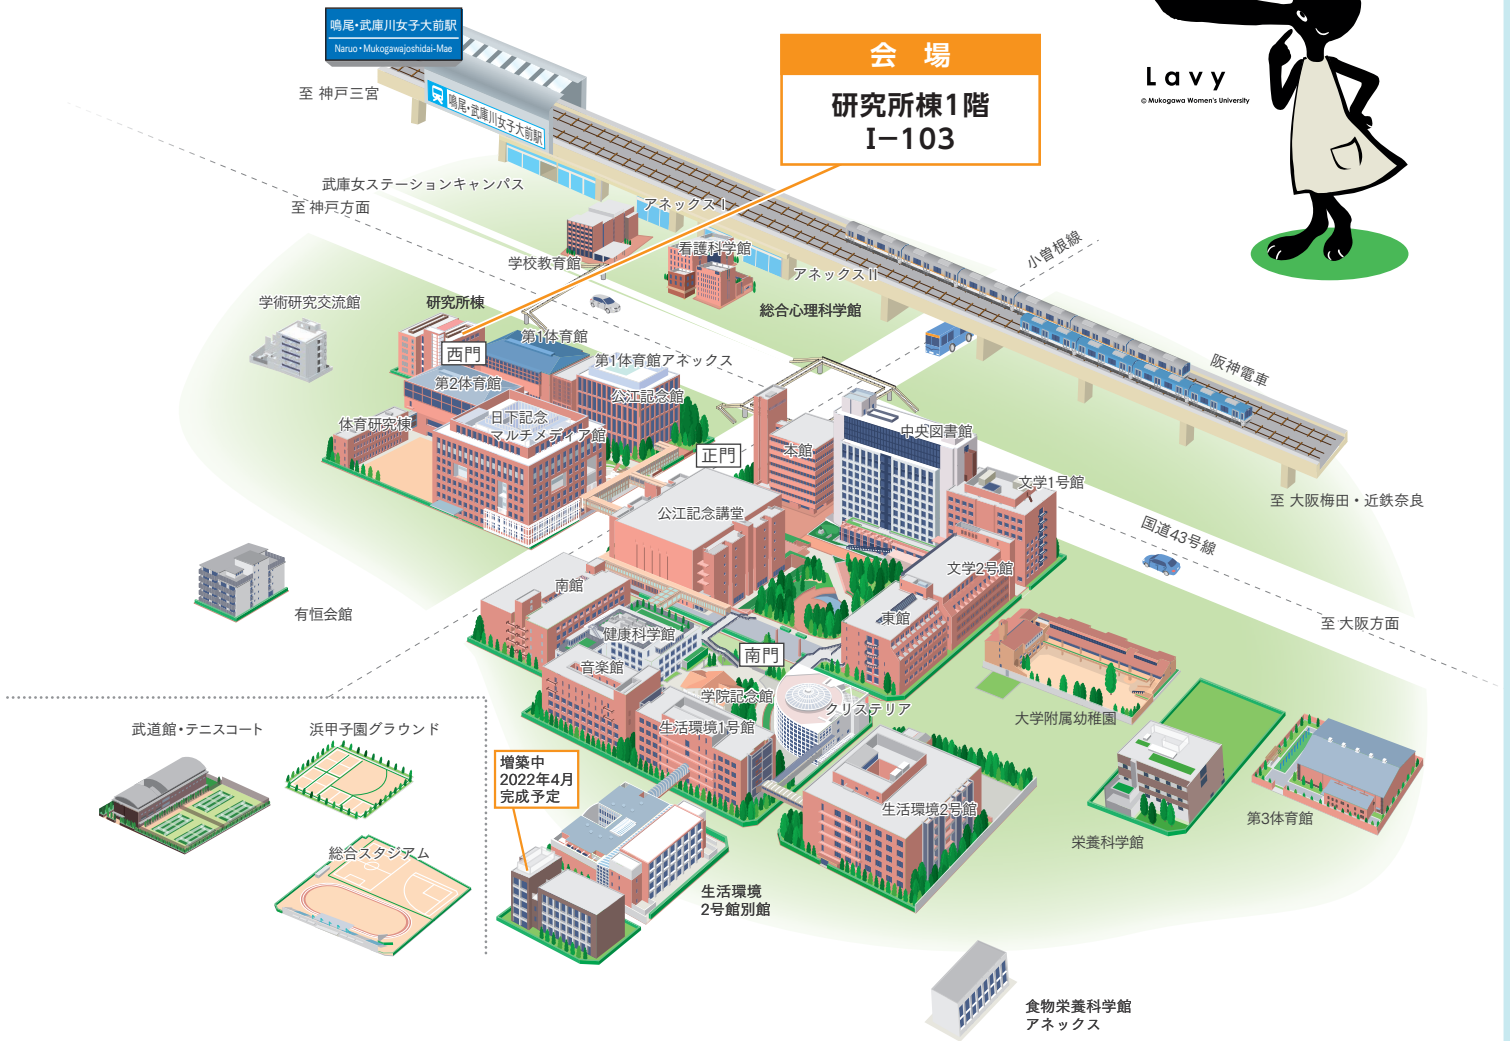 鳴尾・武庫川女子大前駅
Naruo・Mukogawajoshidai-Mae
至 神戸三宮
鳴尾・武庫川女子大前駅
会 場
研究所棟1階
I－103
Lavy
© Mukogawa Women's University
武庫女ステーションキャンパス
至 神戸方面
アネックスⅠ
学校教育館
看護科学館
アネックスⅡ
小曽根線
総合心理科学館
学術研究交流館
研究所棟
西門
第1体育館
第1体育館アネックス
阪神電車
第2体育館
公江記念館
体育研究棟
日下記念
マルチメディア館
正門
本館
中央図書館
文学1号館
至 大阪梅田・近鉄奈良
公江記念講堂
国道43号線
文学2号館
有恒会館
南館
健康科学館
東館
至 大阪方面
音楽館
南門
学院記念館
クリステリア
大学附属幼稚園
生活環境1号館
武道館・テニスコート
浜甲子園グラウンド
増築中
2022年4月
完成予定
生活環境2号館
第3体育館
栄養科学館
総合スタジアム
生活環境
2号館別館
食物栄養科学館
アネックス